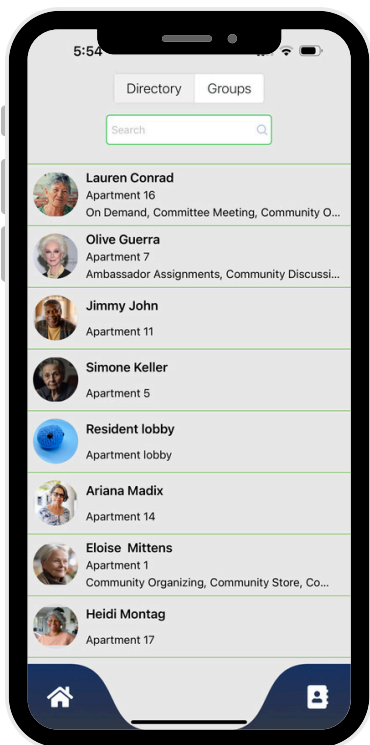 5:54
Directory Groups
Search
Lauren Conrad
Apartment 16
On Demand, Committee Meeting, Community O...
Olive Guerra
Apartment 7
Ambassador Assignments, Community Discussi...
Jimmy John
Apartment 11
Simone Keller
Apartment 5
Resident lobby
Apartment lobby
Ariana Madix
Apartment 14
Eloise  Mittens
Apartment 1
Community Organizing, Community Store, Co...
Heidi Montag
Apartment 17